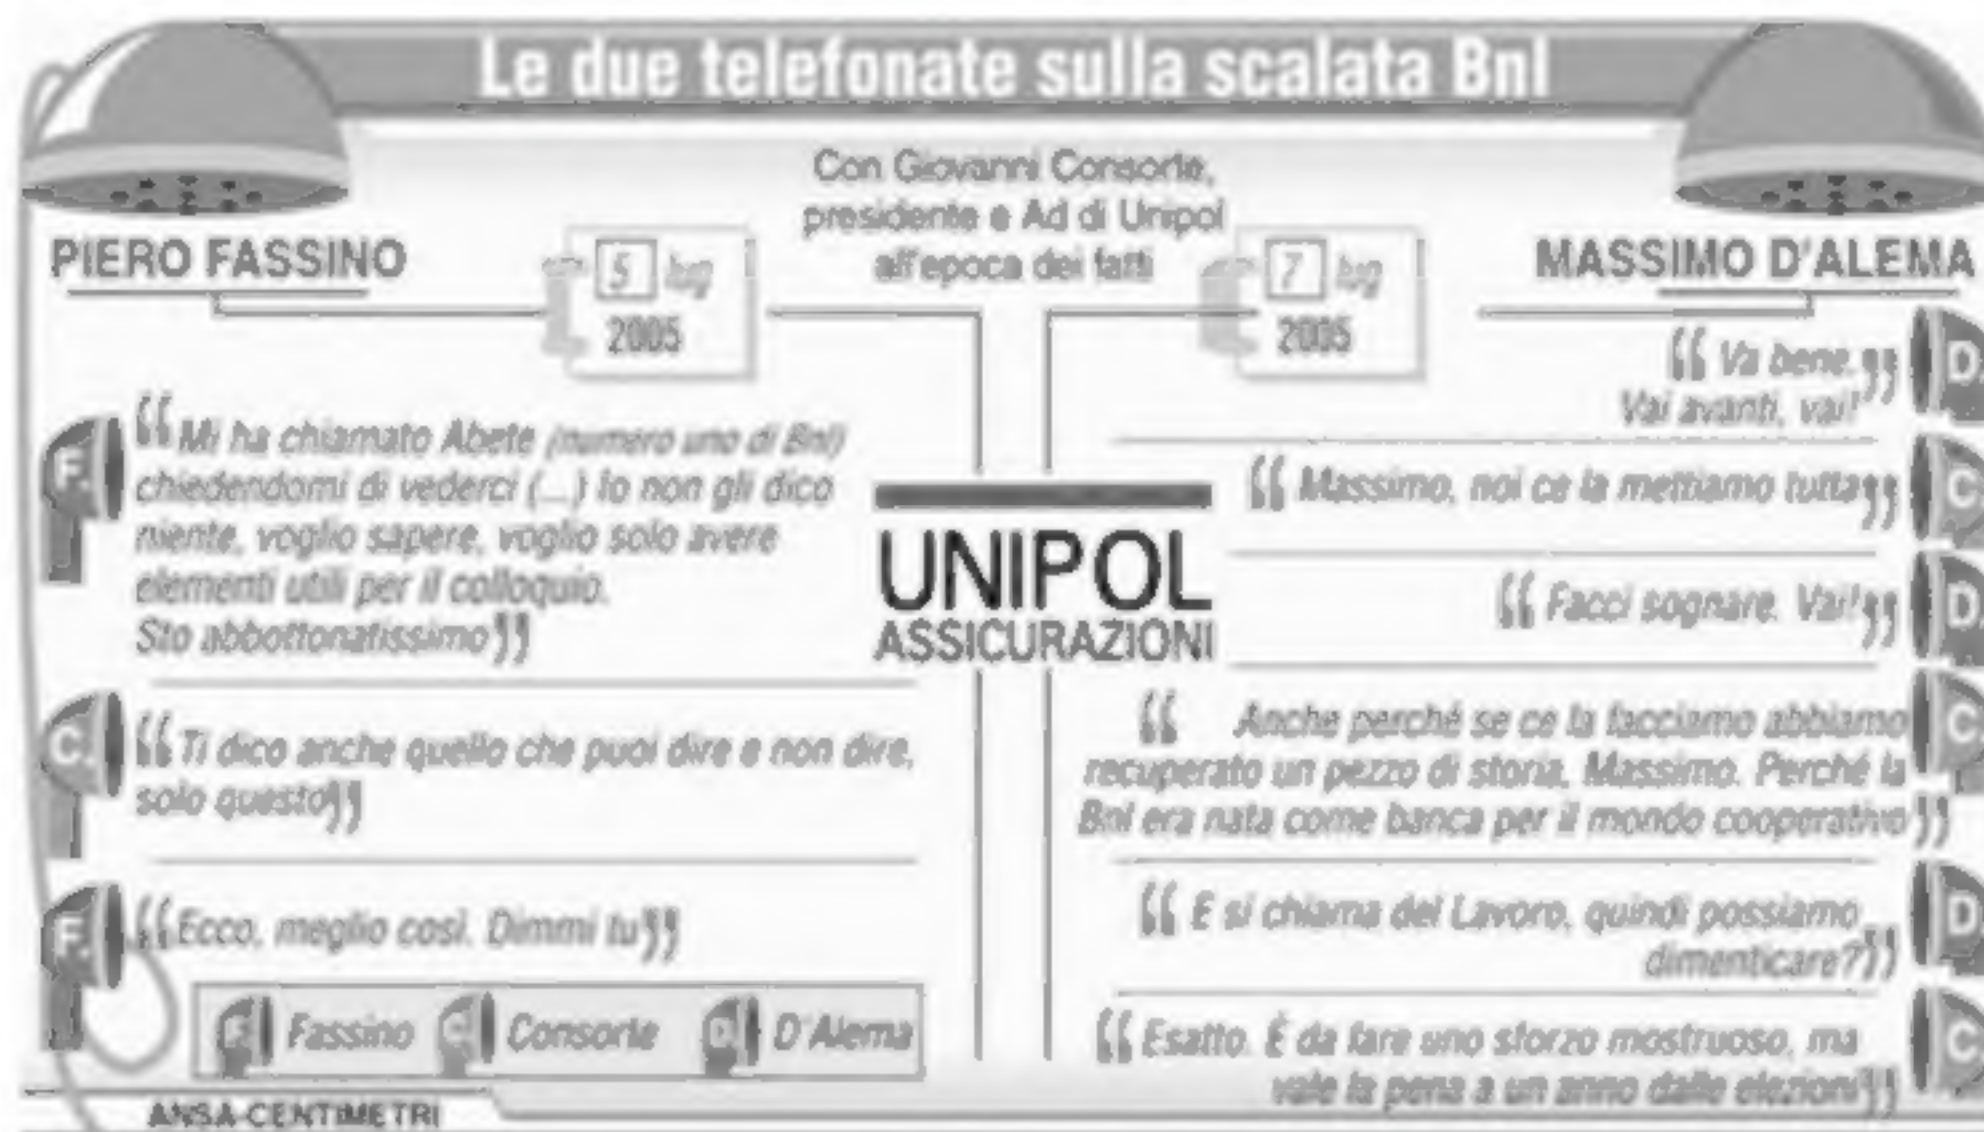 Le due telefonate sulla scalata Bnl
Con Giovanni Consorte,
presidente e Ad di Unipol
all'epoca dei fatti
PIERO FASSINO
5 lug
2005
“Mi ha chiamato Abete (numero uno di Bnl)
chiedendomi di vederci (...) Io non gli dico
niente, voglio sapere, voglio solo avere
elementi utili per il colloquio.
Sto abbottonatissimo”
“Ti dico anche quello che puoi dire e non dire,
solo questo”
“Ecco, meglio così. Dimmi tu”
F. Fassino C. Consorte D. D'Alema
UNIPOL
ASSICURAZIONI
7 lug
2005
MASSIMO D'ALEMA
“Va bene.
Vai avanti, vai!”
D.
“Massimo, noi ce la mettiamo tutta”
C
“Facci sognare. Vai!”
D.
“Anche perché se ce la facciamo abbiamo
recuperato un pezzo di storia, Massimo. Perché la
Bnl era nata come banca per il mondo cooperativo”
C.
“E si chiama del Lavoro, quindi possiamo
dimenticare?”
D.
“Esatto. È da fare uno sforzo mostruoso, ma
vale la pena a un anno dalle elezioni”
C
F.
C.
F.
ANSA-CENTIMETRI